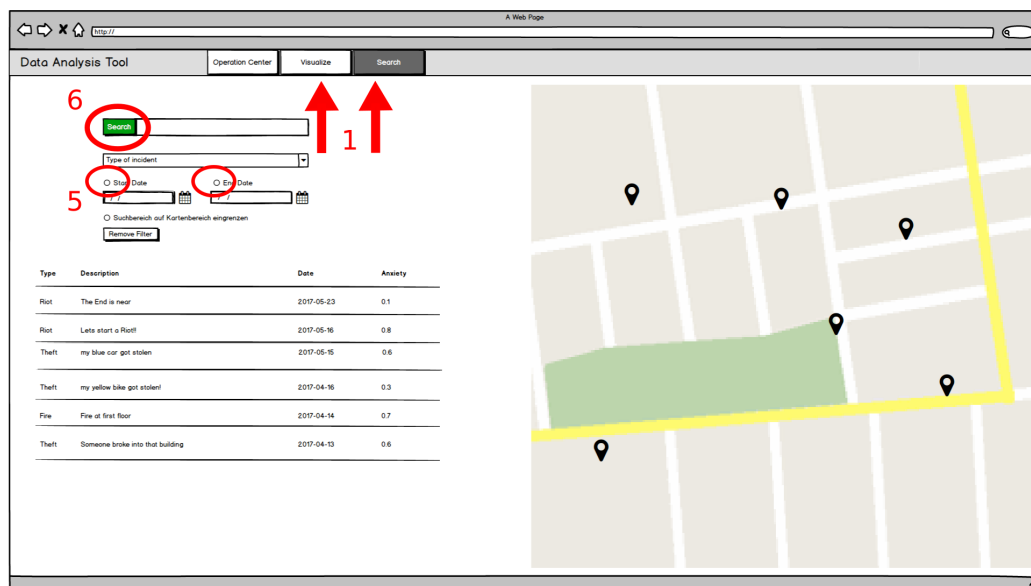 A Web Page
http://
Data Analysis Tool Operation Center Visualize Search
6
Search
1
Type of incident
Start Date End Date
5
/ / / /
Suchbereich auf Kartenbereich eingrenzen
Remove Filter
Type Description Date Anxiety
Riot The End is near 2017-05-23 0.1
Riot Lets start a Riot!! 2017-05-16 0.8
Theft my blue car got stolen 2017-05-15 0.6
Theft my yellow bike got stolen! 2017-04-16 0.3
Fire Fire at first floor 2017-04-14 0.7
Theft Someone broke into that building 2017-04-13 0.6